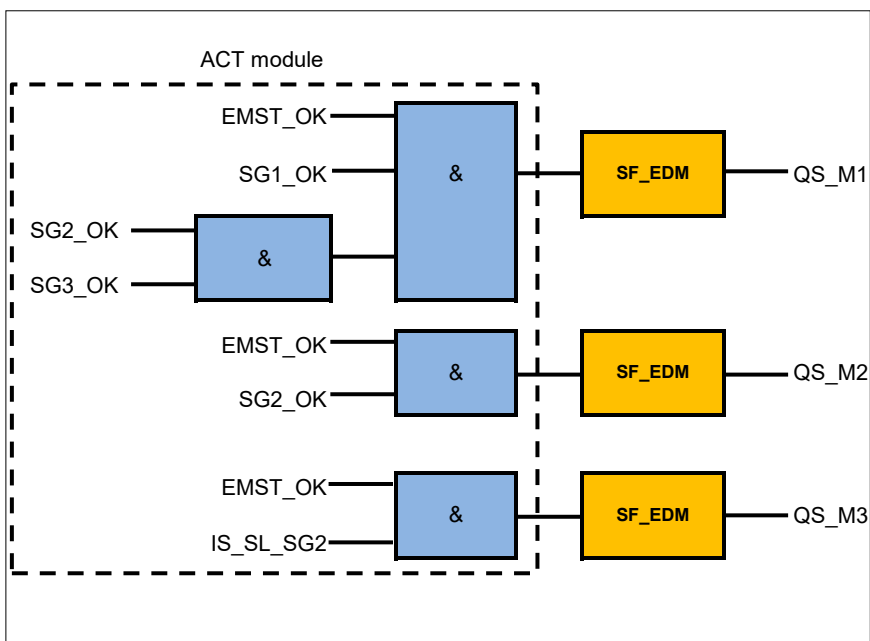 ACT module
EMST_OK
SG1_OK
&
SF_EDM
QS_M1
SG2_OK
&
SG3_OK
EMST_OK
&
SF_EDM
QS_M2
SG2_OK
EMST_OK
&
SF_EDM
QS_M3
IS_SL_SG2